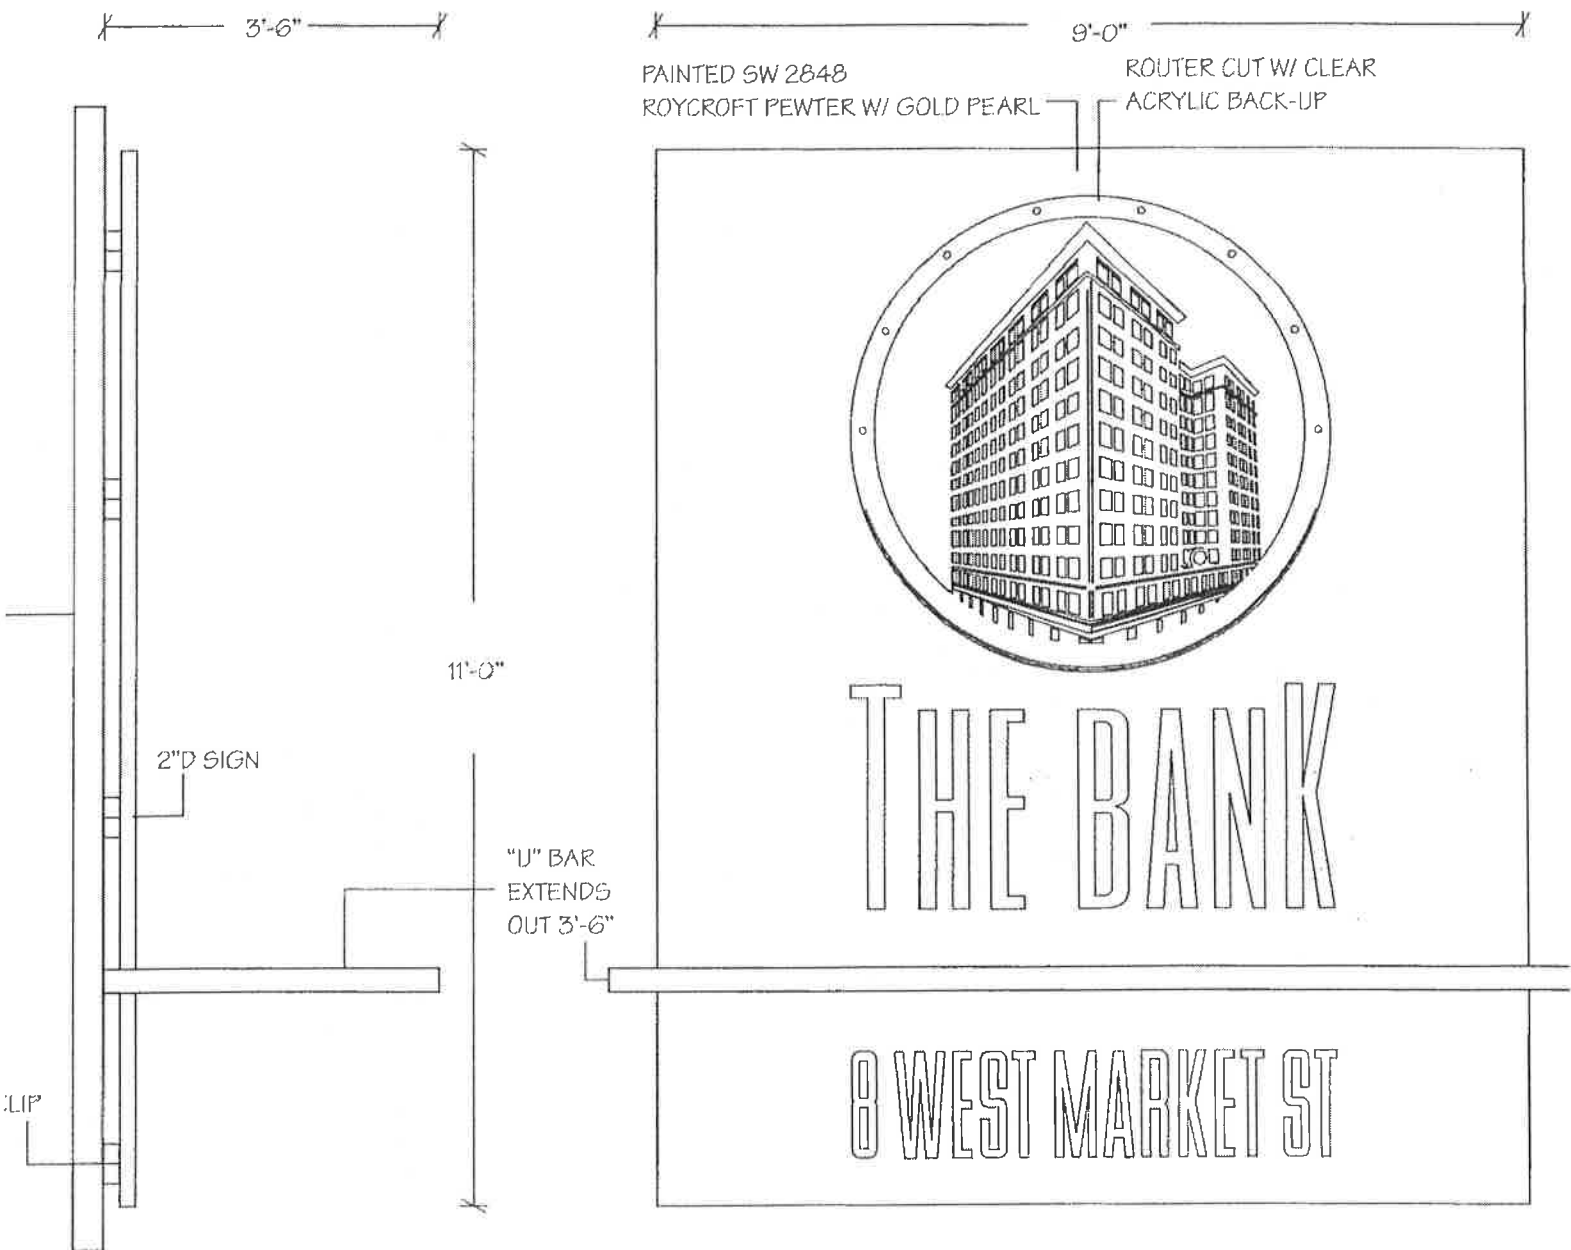 3'-6"
9'-0"
PAINTED SW 2848
ROYCROFT PEWTER W/ GOLD PEARL
ROUTER CUT W/ CLEAR
ACRYLIC BACK-UP
11'-0"
2"D SIGN
"U" BAR
EXTENDS
OUT 3'-6"
THE BANK
8 WEST MARKET ST
CLIP